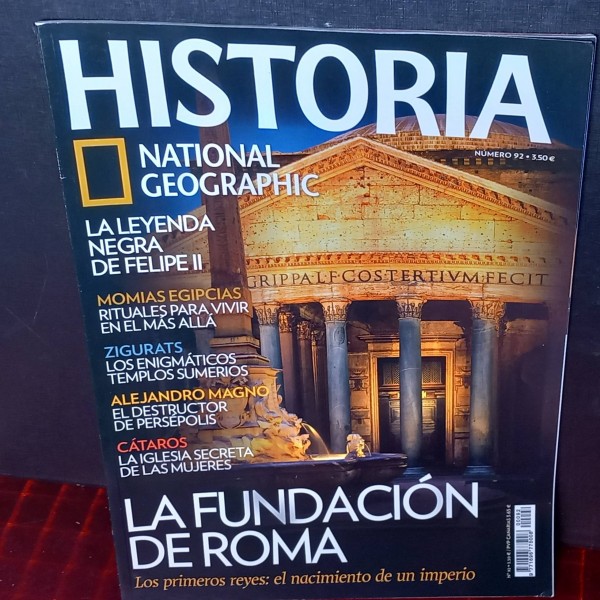 HISTORIA
NATIONAL
GEOGRAPHIC
NÚMERO 92 • 3,50 €
LA LEYENDA
NEGRA
DE FELIPE II
GRIPPA·L·F·COSTERTIVM·FECIT
MOMIAS EGIPCIAS
RITUALES PARA VIVIR
EN EL MÁS ALLÁ
ZIGURATS
LOS ENIGMÁTICOS
TEMPLOS SUMERIOS
ALEJANDRO MAGNO
EL DESTRUCTOR
DE PERSÉPOLIS
CÁTAROS
LA IGLESIA SECRETA
DE LAS MUJERES
LA FUNDACIÓN
DE ROMA
Los primeros reyes: el nacimiento de un imperio